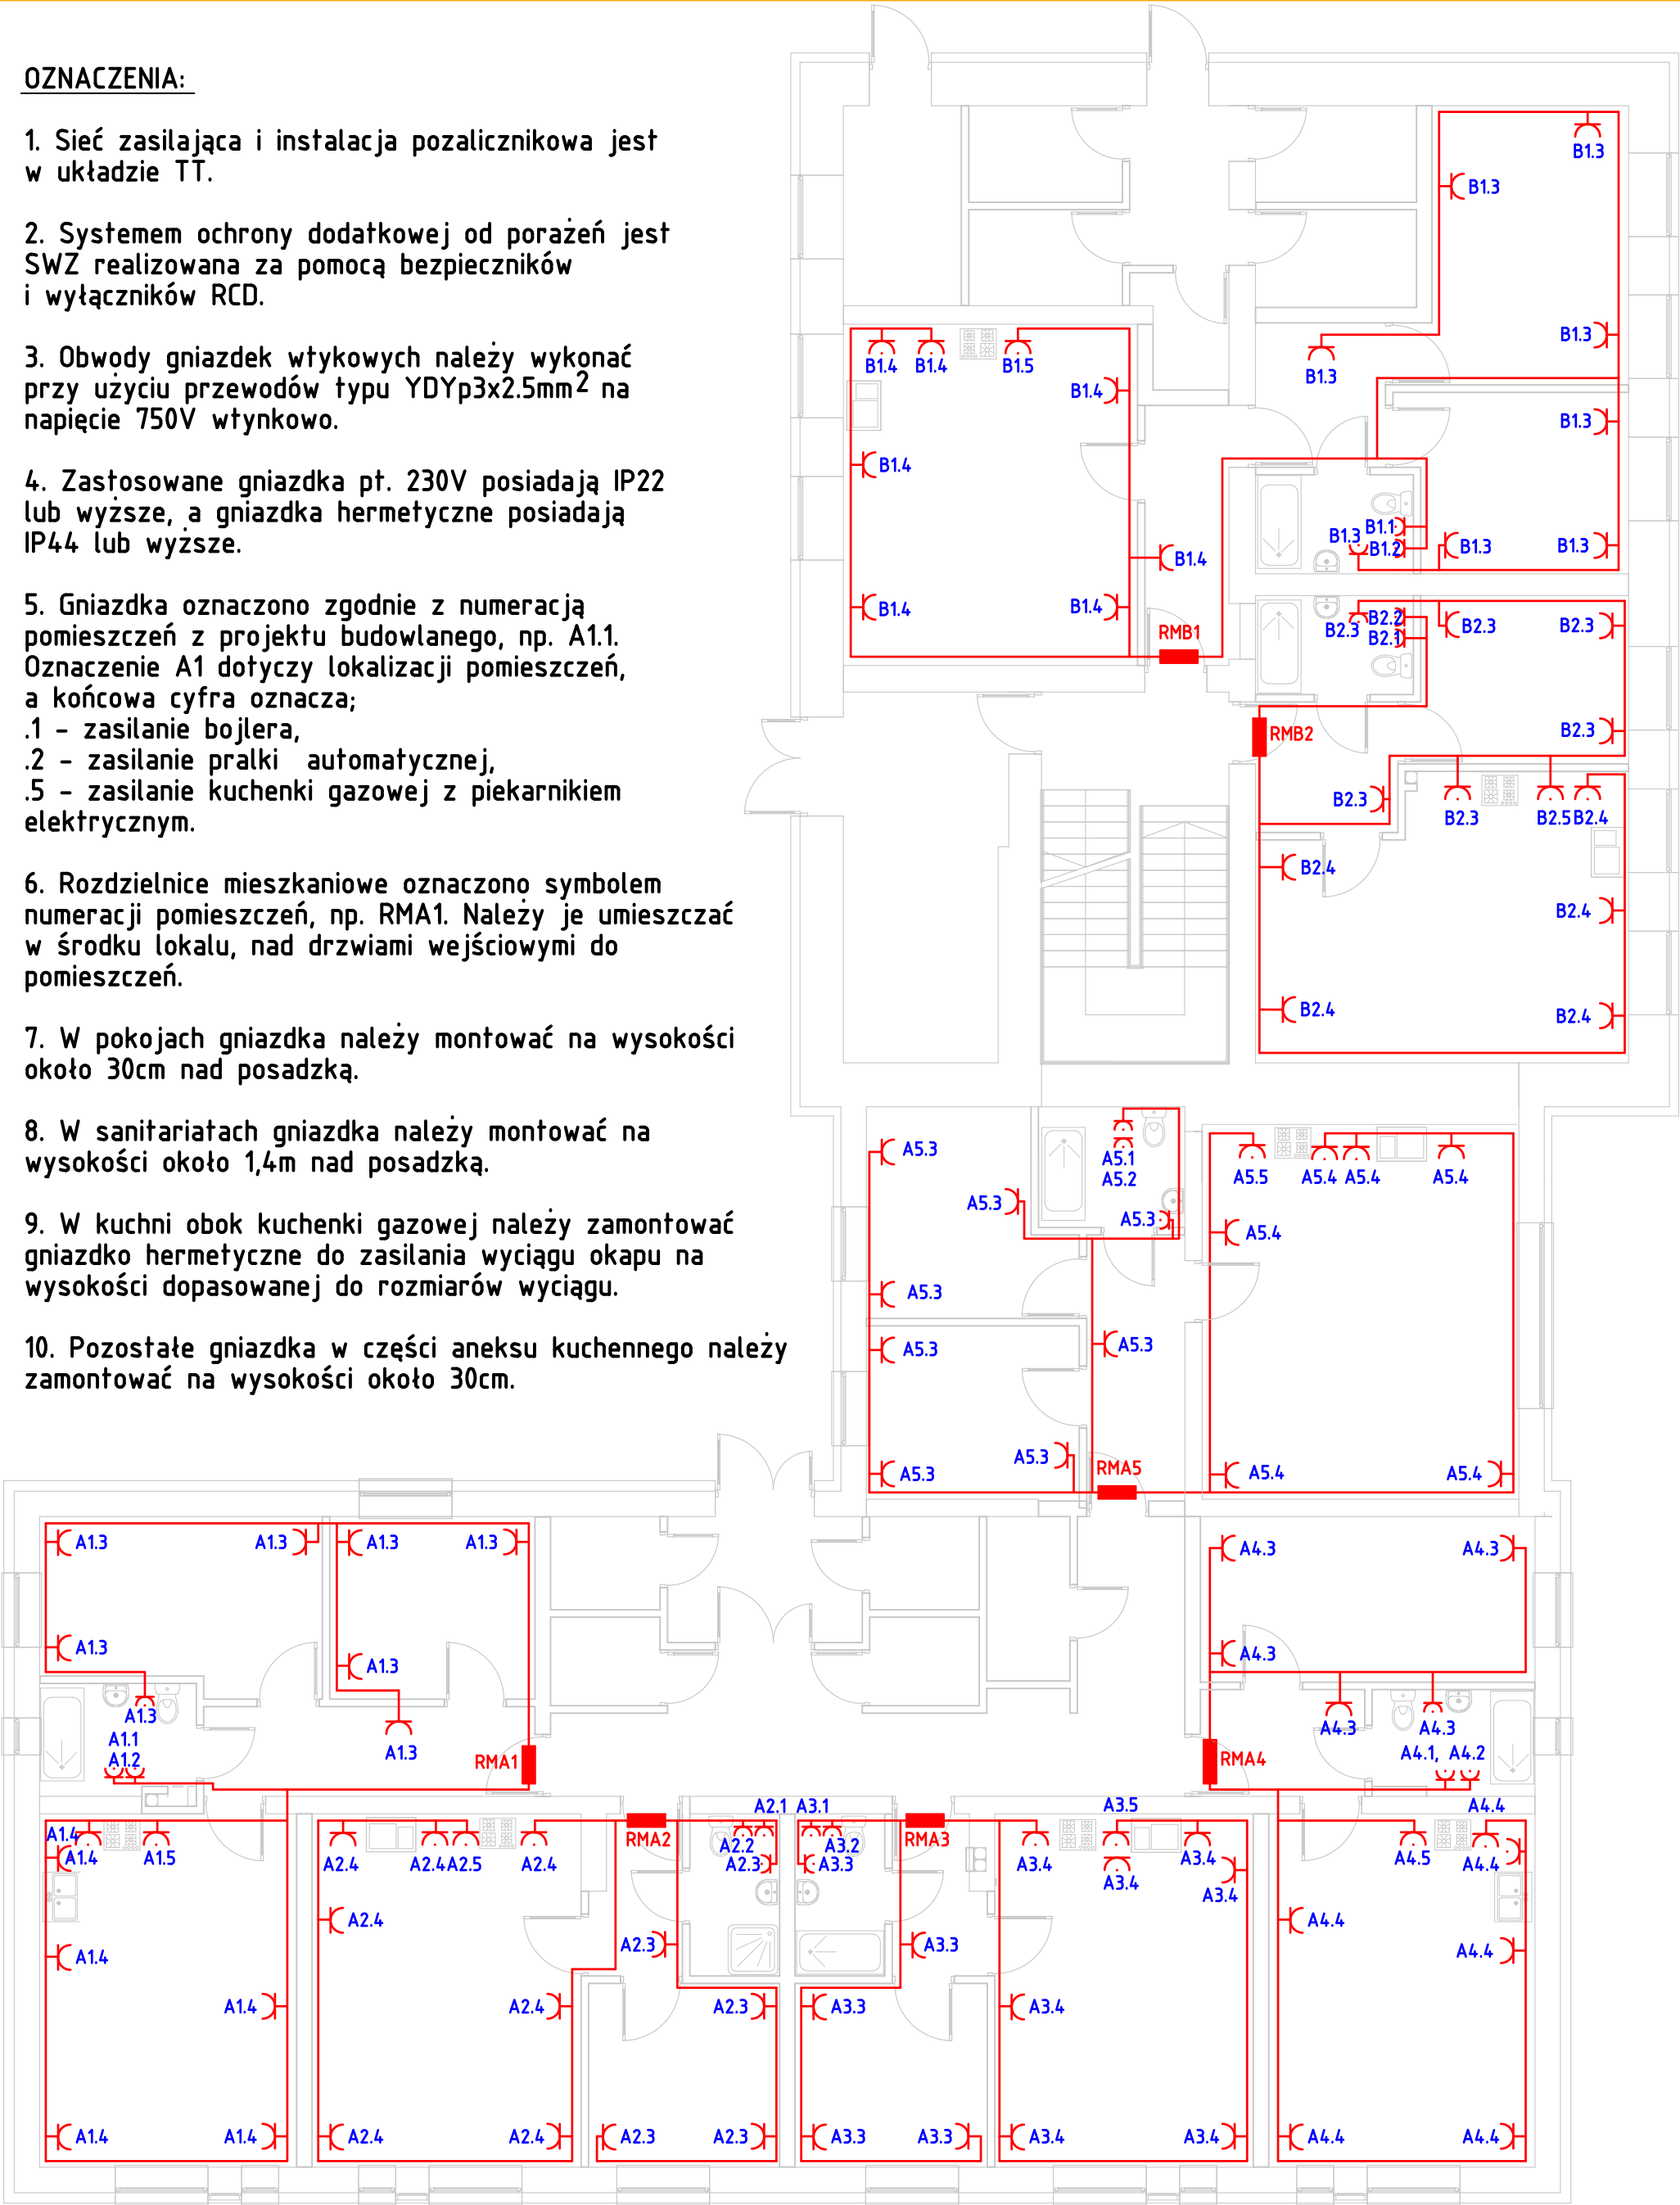 OZNACZENIA:
1. Sieć zasilająca i instalacja pozalicznikowa jest
w układzie TT.
2. Systemem ochrony dodatkowej od porażeń jest
SWZ realizowana za pomocą bezpieczników
i wyłączników RCD.
3. Obwody gniazdek wtykowych należy wykonać
przy użyciu przewodów typu YDYp3x2.5mm² na
napięcie 750V wtynkowo.
4. Zastosowane gniazdka pt. 230V posiadają IP22
lub wyższe, a gniazdka hermetyczne posiadają
IP44 lub wyższe.
5. Gniazdka oznaczono zgodnie z numeracją
pomieszczeń z projektu budowlanego, np. A1.1.
Oznaczenie A1 dotyczy lokalizacji pomieszczeń,
a końcowa cyfra oznacza;
.1 – zasilanie bojlera,
.2 – zasilanie pralki automatycznej,
.5 – zasilanie kuchenki gazowej z piekarnikiem
elektrycznym.
6. Rozdzielnice mieszkaniowe oznaczono symbolem
numeracji pomieszczeń, np. RMA1. Należy je umieszczać
w środku lokalu, nad drzwiami wejściowymi do
pomieszczeń.
7. W pokojach gniazdka należy montować na wysokości
około 30cm nad posadzką.
8. W sanitariatach gniazdka należy montować na
wysokości około 1,4m nad posadzką.
9. W kuchni obok kuchenki gazowej należy zamontować
gniazdko hermetyczne do zasilania wyciągu okapu na
wysokości dopasowanej do rozmiarów wyciągu.
10. Pozostałe gniazdka w części aneksu kuchennego należy
zamontować na wysokości około 30cm.
B1.3
B1.3
B1.3
B1.3
B1.4 B1.4 B1.5
B1.4
B1.3
B1.4
B1.1
B1.3
B1.2
B1.3 B1.3
B1.4
B1.4 B1.4
RMB1
B2.2
B2.3
B2.1
B2.3 B2.3
RMB2
B2.3
B2.3
B2.3 B2.5 B2.4
B2.4
B2.4
B2.4
B2.4
A5.3
A5.1
A5.2
A5.3
A5.3
A5.5 A5.4 A5.4 A5.4
A5.4
A5.3
A5.3
A5.3
A5.3
A5.3
RMA5
A5.4 A5.4
A1.3 A1.3 A1.3 A1.3
A4.3 A4.3
A1.3
A1.3
A4.3
A1.3
A1.1
A1.2
A1.3
RMA1
A4.3 A4.3
A4.1, A4.2
RMA4
A2.1 A3.1 A3.5 A4.4
A1.4
A1.4 A1.5
A2.4 A2.4 A2.5 A2.4
RMA2
A2.2
A2.3
A3.2
A3.3
RMA3
A3.4 A3.4 A3.4
A3.4
A4.5 A4.4
A2.4
A4.4
A1.4
A2.3 A3.3
A4.4
A1.4 A2.4 A2.3 A3.3 A3.4
A1.4 A1.4 A2.4 A2.4 A2.3 A2.3 A3.3 A3.3 A3.4 A3.4 A4.4 A4.4